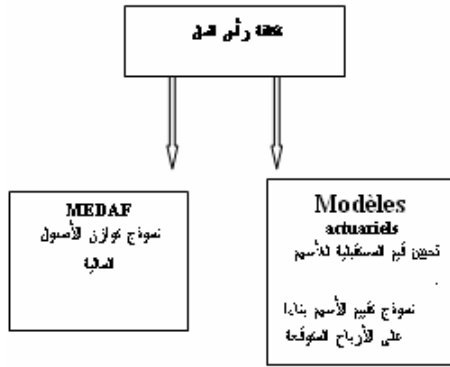 تكلفة رأس المال
MEDAF
نموذج توازن الأصول
المالية
Modèles
actuariels
تحيين قيم المستقبلية للأسهم
.
نموذج تقييم الأسهم بناءا
على الأرباح المتوقعة